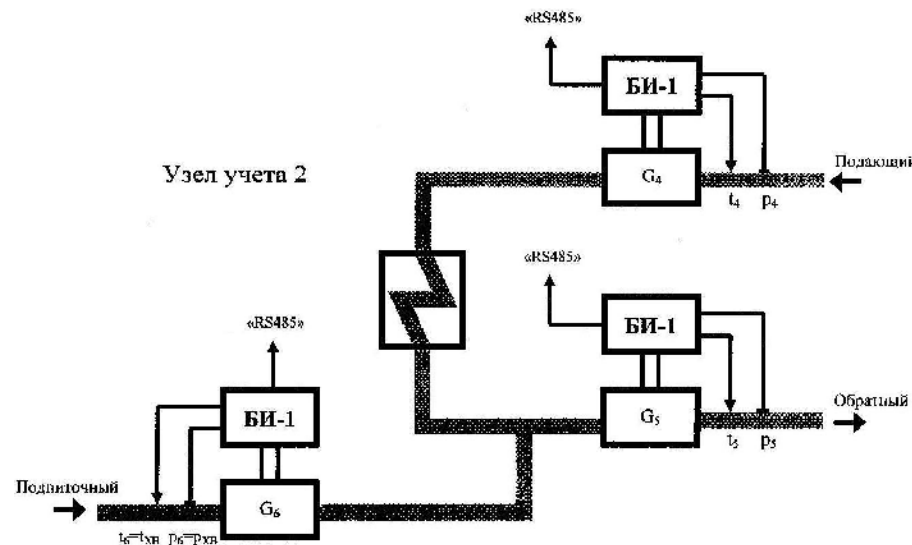 «RS485»
БИ-1
Узел учета 2
G₄
Подающий
t₄ p₄
«RS485»
БИ-1
«RS485»
БИ-1
G₅
Обратный
t₅ p₅
Подпиточный
G₆
t₆=tхв p₆=pхв